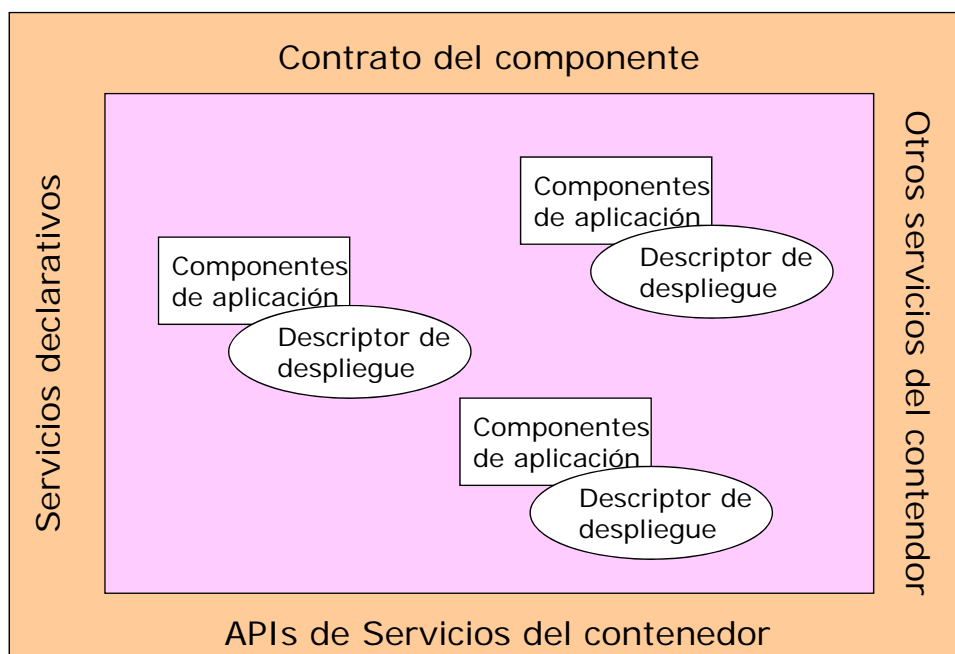 Contrato del componente
Servicios declarativos
Componentes
de aplicación
Descriptor de
despliegue
Componentes
de aplicación
Descriptor de
despliegue
Componentes
de aplicación
Descriptor de
despliegue
Otros servicios del contendor
APIs de Servicios del contenedor